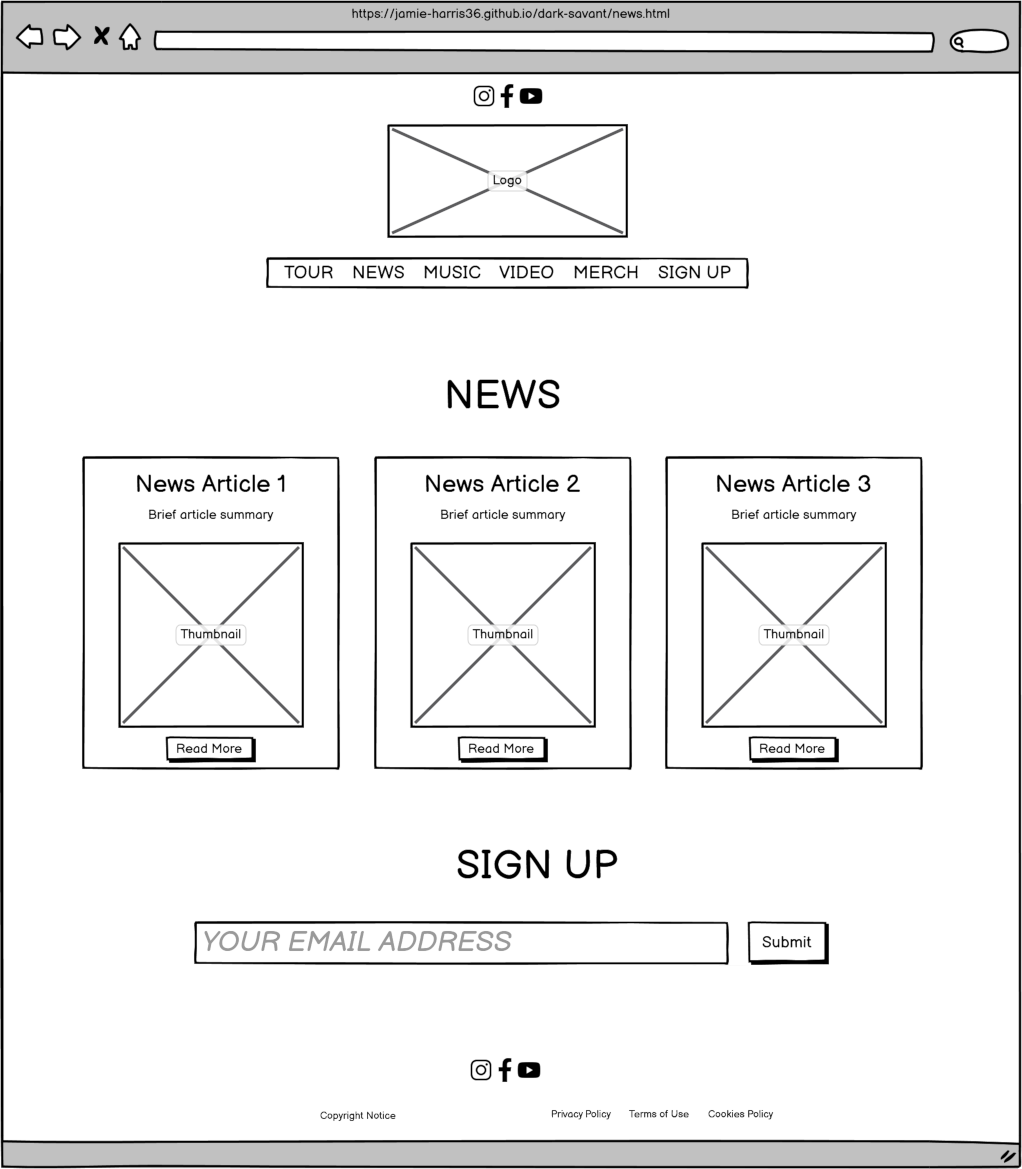 https://jamie-harris36.github.io/dark-savant/news.html
Logo
TOUR NEWS MUSIC VIDEO MERCH SIGN UP
NEWS
News Article 1 News Article 2 News Article 3
Brief article summary Brief article summary Brief article summary
Thumbnail Thumbnail Thumbnail
Read More Read More Read More
SIGN UP
YOUR EMAIL ADDRESS Submit
Copyright Notice Privacy Policy Terms of Use Cookies Policy